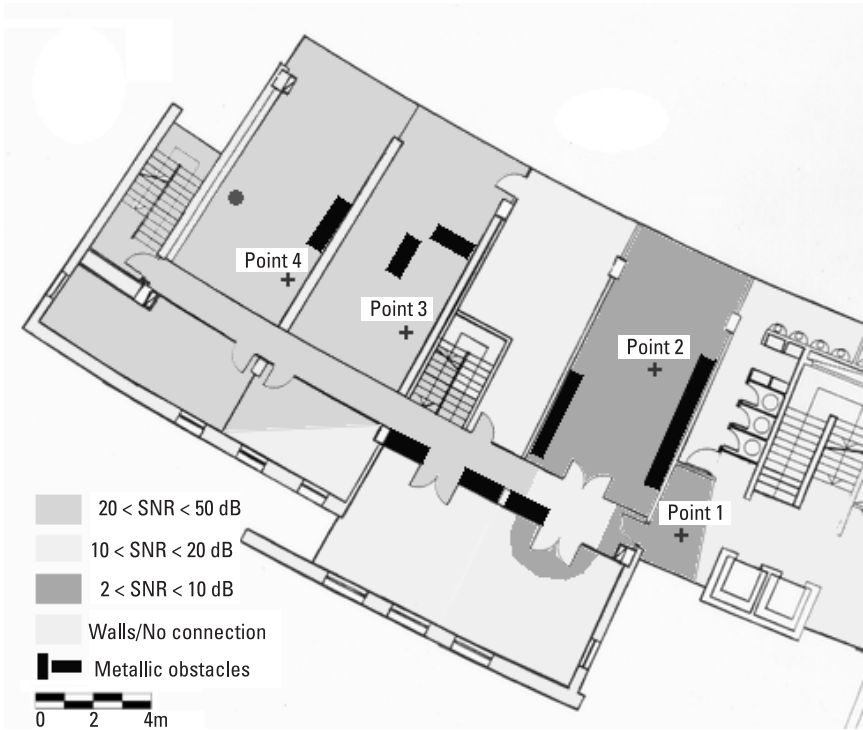 Point 4
Point 3
Point 2
Point 1
20 < SNR < 50 dB
10 < SNR < 20 dB
2 < SNR < 10 dB
Walls/No connection
Metallic obstacles
0 2 4m